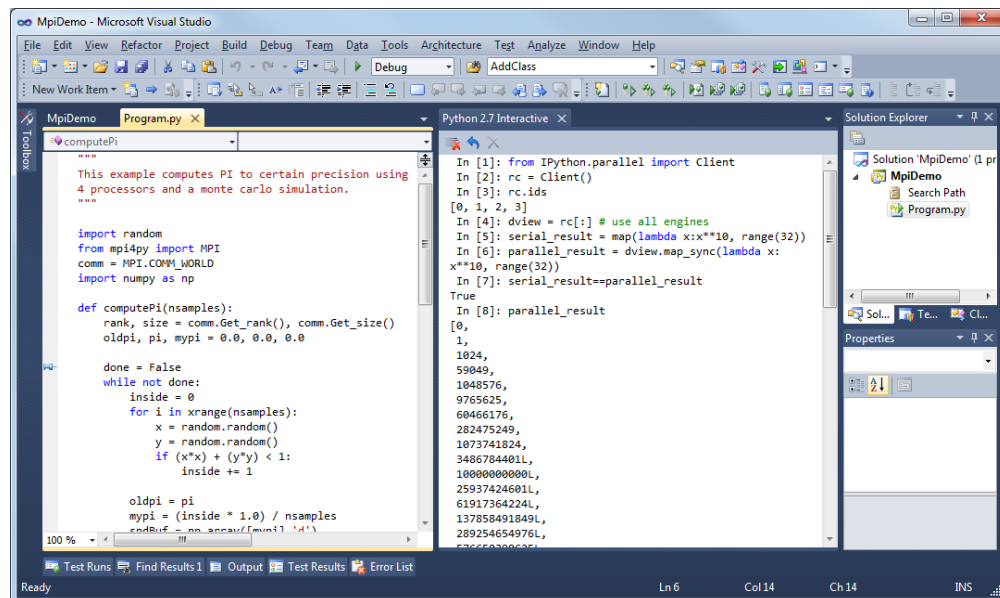 MpiDemo - Microsoft Visual Studio
File Edit View Refactor Project Build Debug Team Data Tools Architecture Test Analyze Window Help
Debug AddClass
New Work Item
Toolbox
MpiDemo Program.py
computePi
"""
This example computes PI to certain precision using
4 processors and a monte carlo simulation.
"""
import random
from mpi4py import MPI
comm = MPI.COMM_WORLD
import numpy as np
def computePi(nsamples):
rank, size = comm.Get_rank(), comm.Get_size()
oldpi, pi, mypi = 0.0, 0.0, 0.0
done = False
while not done:
inside = 0
for i in xrange(nsamples):
x = random.random()
y = random.random()
if (x*x) + (y*y) < 1:
inside += 1
oldpi = pi
mypi = (inside * 1.0) / nsamples
sndBuf = np.array([mypi],'d')
100 %
Python 2.7 Interactive
In [1]: from IPython.parallel import Client
In [2]: rc = Client()
In [3]: rc.ids
[0, 1, 2, 3]
In [4]: dview = rc[:] # use all engines
In [5]: serial_result = map(lambda x:x**10, range(32))
In [6]: parallel_result = dview.map_sync(lambda x:
x**10, range(32))
In [7]: serial_result==parallel_result
True
In [8]: parallel_result
[0,
1,
1024,
59049,
1048576,
9765625,
60466176,
282475249,
1073741824,
3486784401L,
10000000000L,
25937424601L,
61917364224L,
137858491849L,
289254654976L,
Solution Explorer
Solution 'MpiDemo' (1 pr
MpiDemo
Search Path
Program.py
Sol... Te... Cl...
Properties
Test Runs Find Results 1 Output Test Results Error List
Ready Ln 6 Col 14 Ch 14 INS